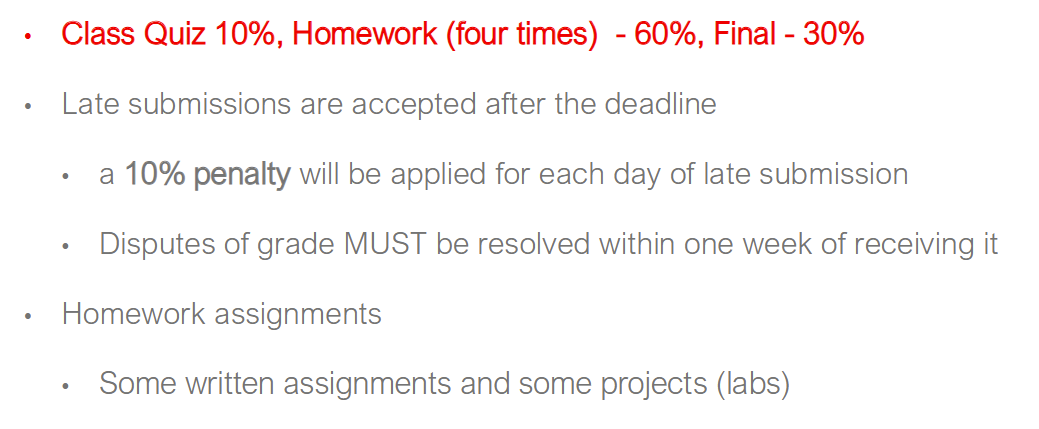 • Class Quiz 10%, Homework (four times)  - 60%, Final - 30%
• Late submissions are accepted after the deadline
• a 10% penalty will be applied for each day of late submission
• Disputes of grade MUST be resolved within one week of receiving it
• Homework assignments
• Some written assignments and some projects (labs)